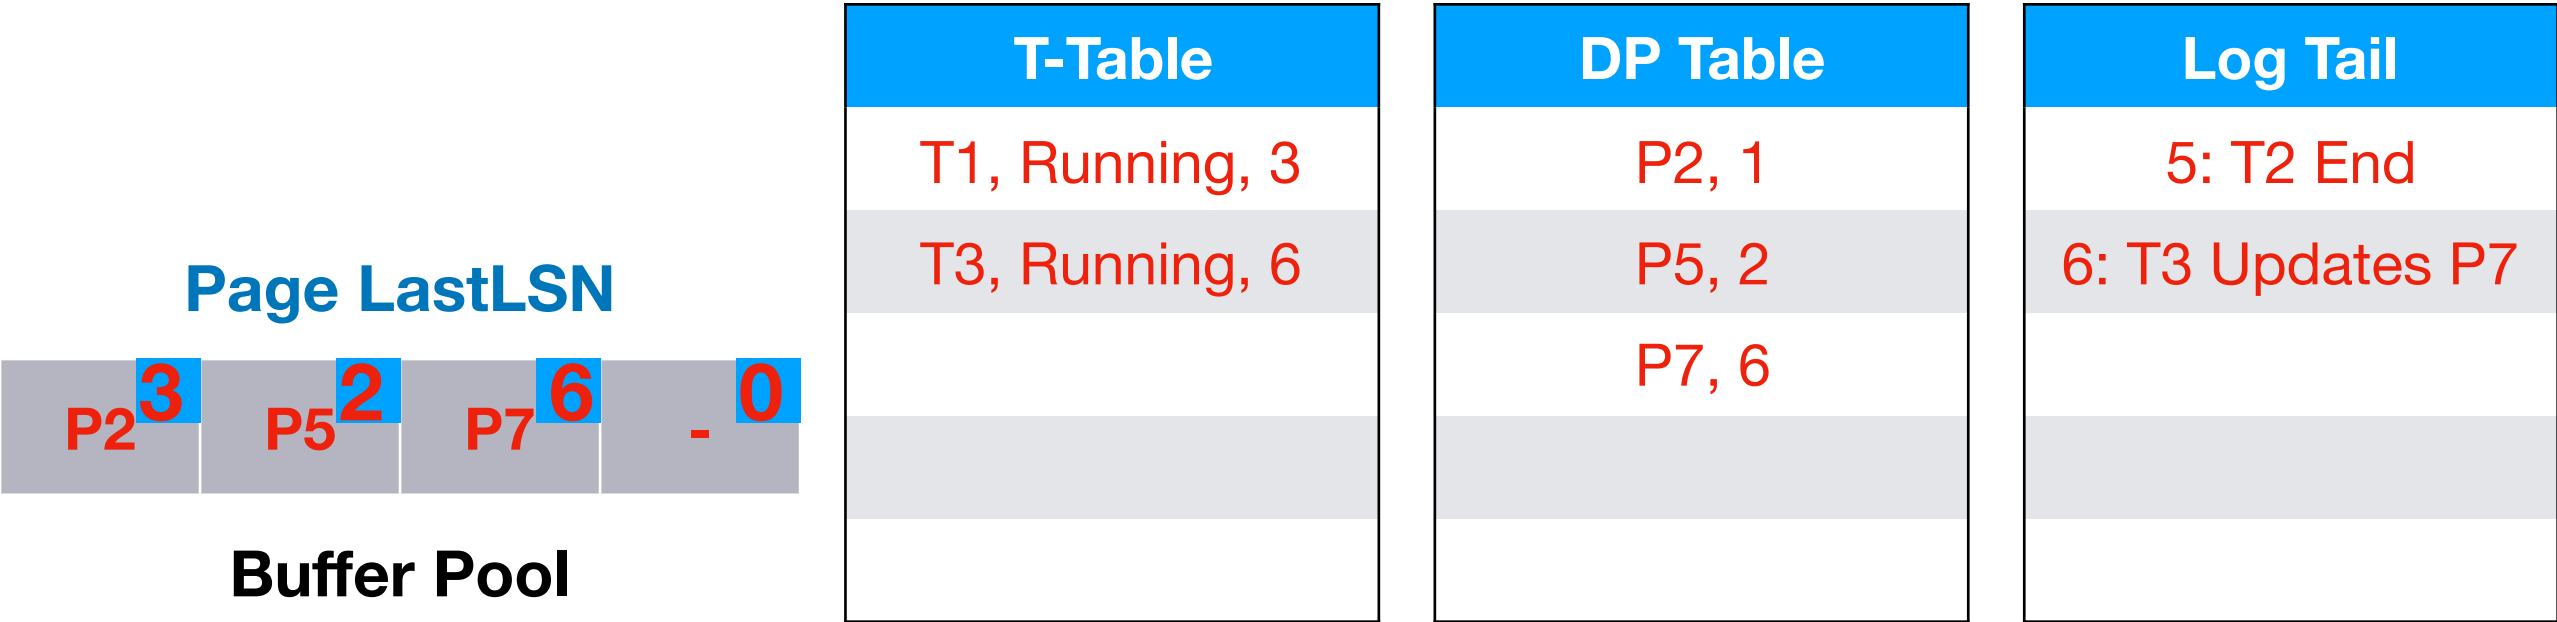 Page LastLSN
P2 3
P5 2
P7 6
- 0
Buffer Pool
T-Table
T1, Running, 3
T3, Running, 6
DP Table
P2, 1
P5, 2
P7, 6
Log Tail
5: T2 End
6: T3 Updates P7